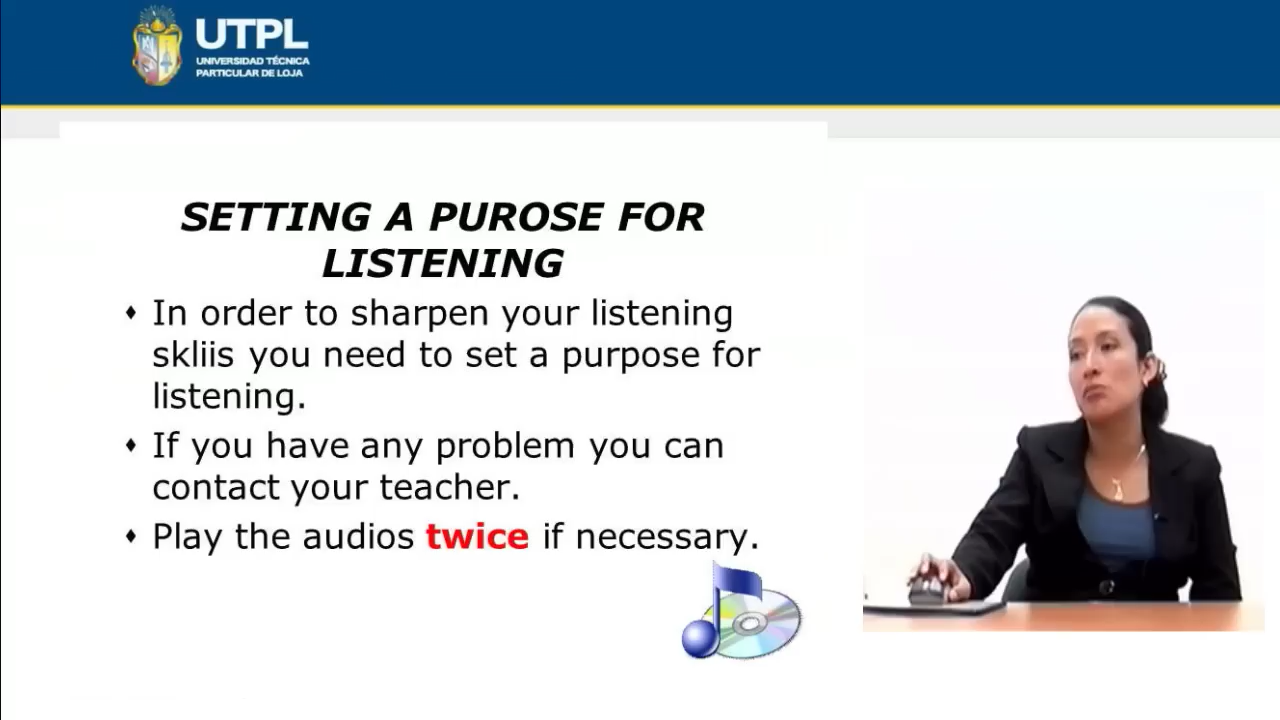 UTPL
UNIVERSIDAD TÉCNICA
PARTICULAR DE LOJA
SETTING A PUROSE FOR
LISTENING
In order to sharpen your listening
skliis you need to set a purpose for
listening.
If you have any problem you can
contact your teacher.
Play the audios twice if necessary.